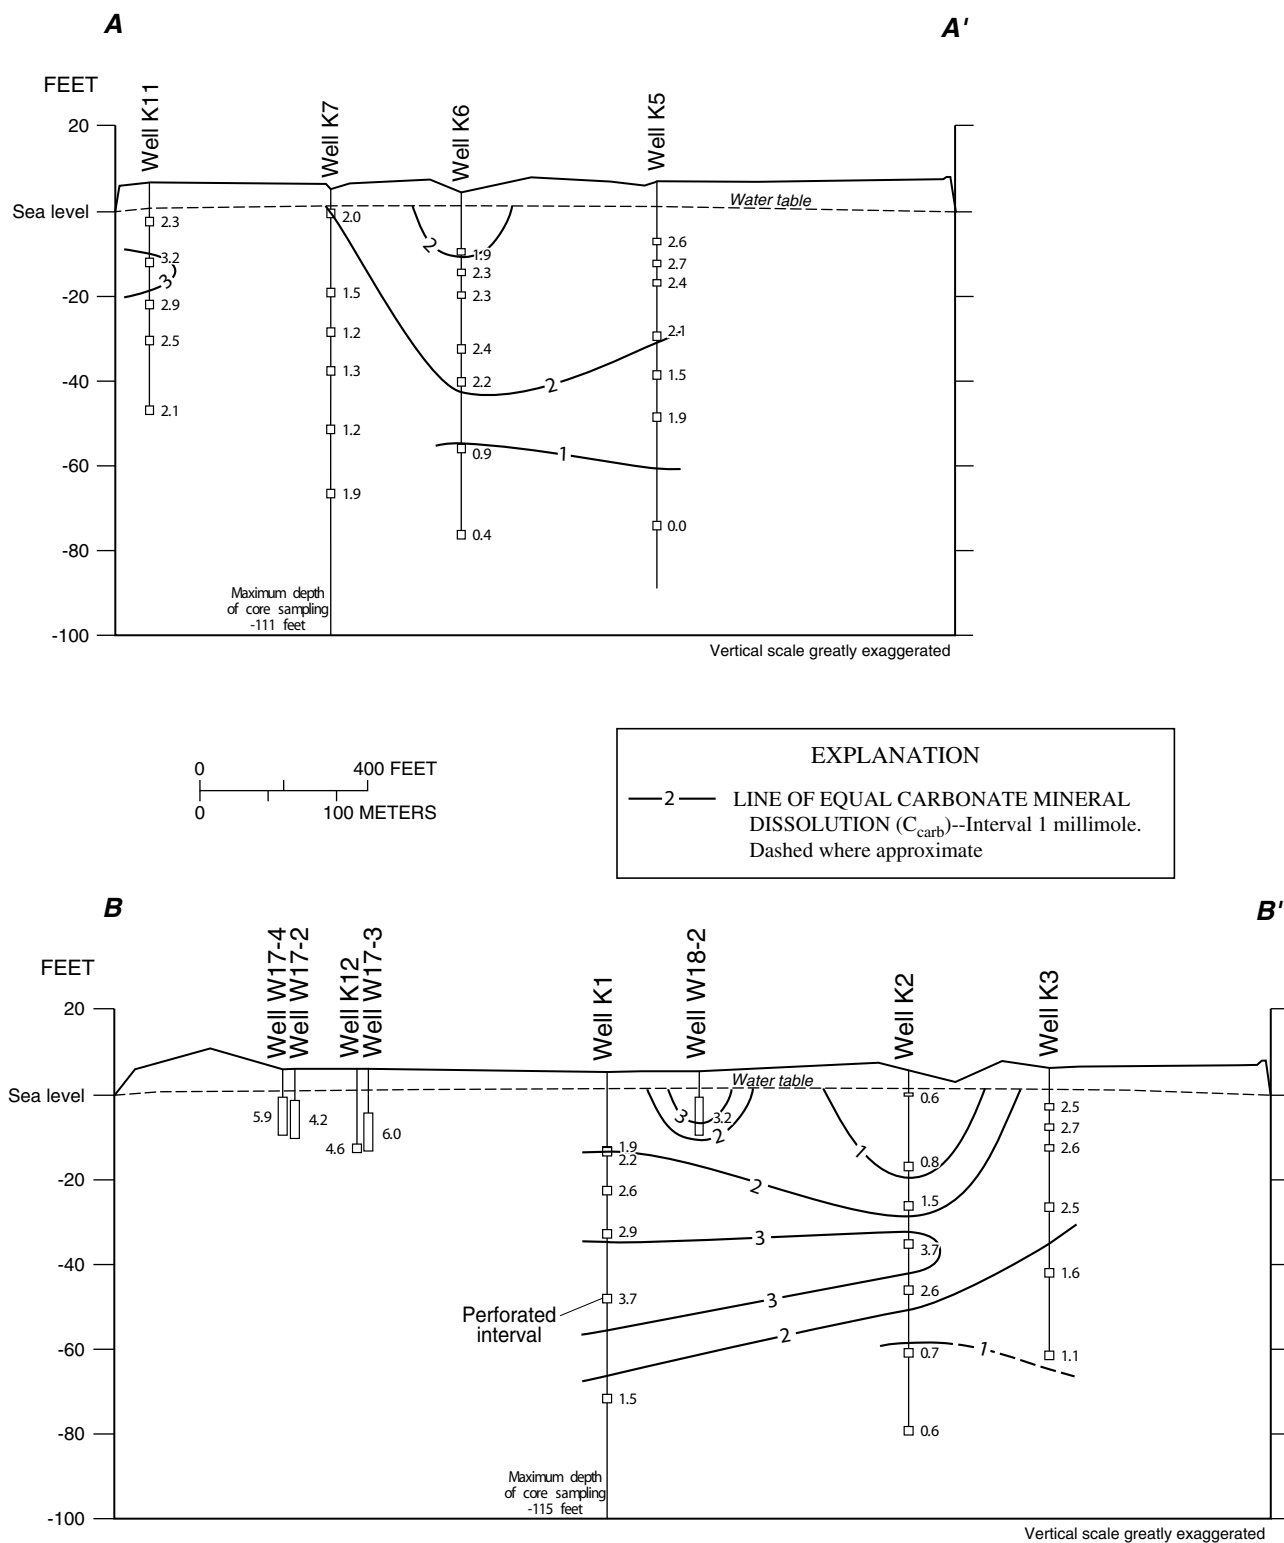 A
A'
FEET
Well K11
Well K7
Well K6
Well K5
20
Sea level
-20
-40
-60
-80
-100
Water table
2.3
3.2
3
2.9
2.5
2.1
2.0
1.5
1.2
1.3
1.2
1.9
2
1.9
2.3
2.3
2.4
2.2
2
0.9
1
0.4
2.6
2.7
2.4
2.1
1.5
1.9
0.0
Maximum depth
of core sampling
-111 feet
Vertical scale greatly exaggerated
0
400 FEET
0
100 METERS
EXPLANATION
2 LINE OF EQUAL CARBONATE MINERAL
DISSOLUTION (Ccarb)--Interval 1 millimole.
Dashed where approximate
B
B'
FEET
Well W17-4
Well W17-2
Well K12
Well W17-3
Well K1
Well W18-2
Well K2
Well K3
20
Sea level
-20
-40
-60
-80
-100
Water table
5.9
4.2
4.6
6.0
1.9
2.2
2.6
2.9
3.7
1.5
3
3.2
2
2
3
3
2
1
0.6
0.8
1.5
3.7
2.6
0.7
0.6
1
2.5
2.7
2.6
2.5
1.6
1.1
Perforated
interval
Maximum depth
of core sampling
-115 feet
Vertical scale greatly exaggerated